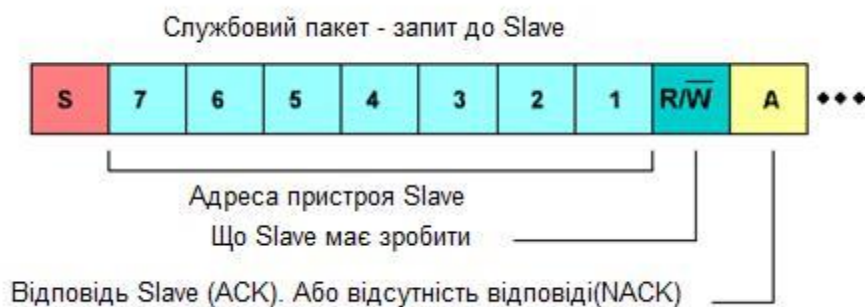 Службовий пакет - запит до Slave
S 7 6 5 4 3 2 1 R/W̅ A
Адреса пристроя Slave
Що Slave має зробити
Відповідь Slave (ACK). Або відсутність відповіді(NACK)